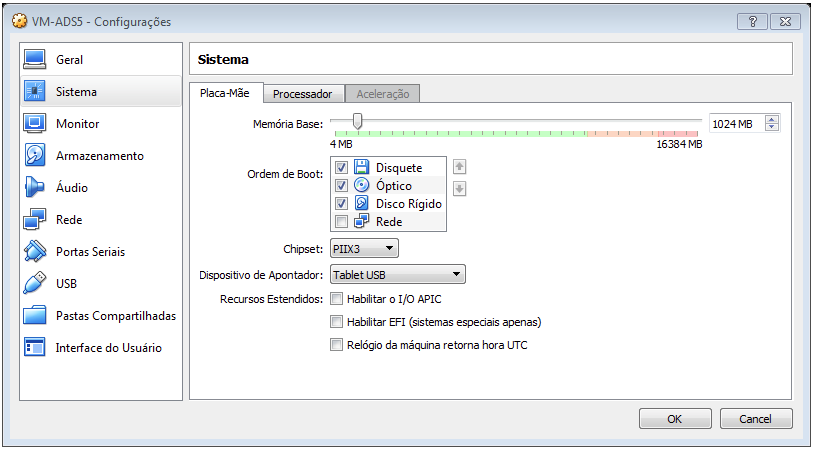 VM-ADS5 - Configurações
?
Geral
Sistema
Monitor
Armazenamento
Áudio
Rede
Portas Seriais
USB
Pastas Compartilhadas
Interface do Usuário
Sistema
Placa-Mãe Processador Aceleração
Memória Base: 1024 MB
4 MB 16384 MB
Ordem de Boot:
Disquete
Óptico
Disco Rígido
Rede
Chipset: PIIX3
Dispositivo de Apontador: Tablet USB
Recursos Estendidos: Habilitar o I/O APIC
Habilitar EFI (sistemas especiais apenas)
Relógio da máquina retorna hora UTC
OK Cancel